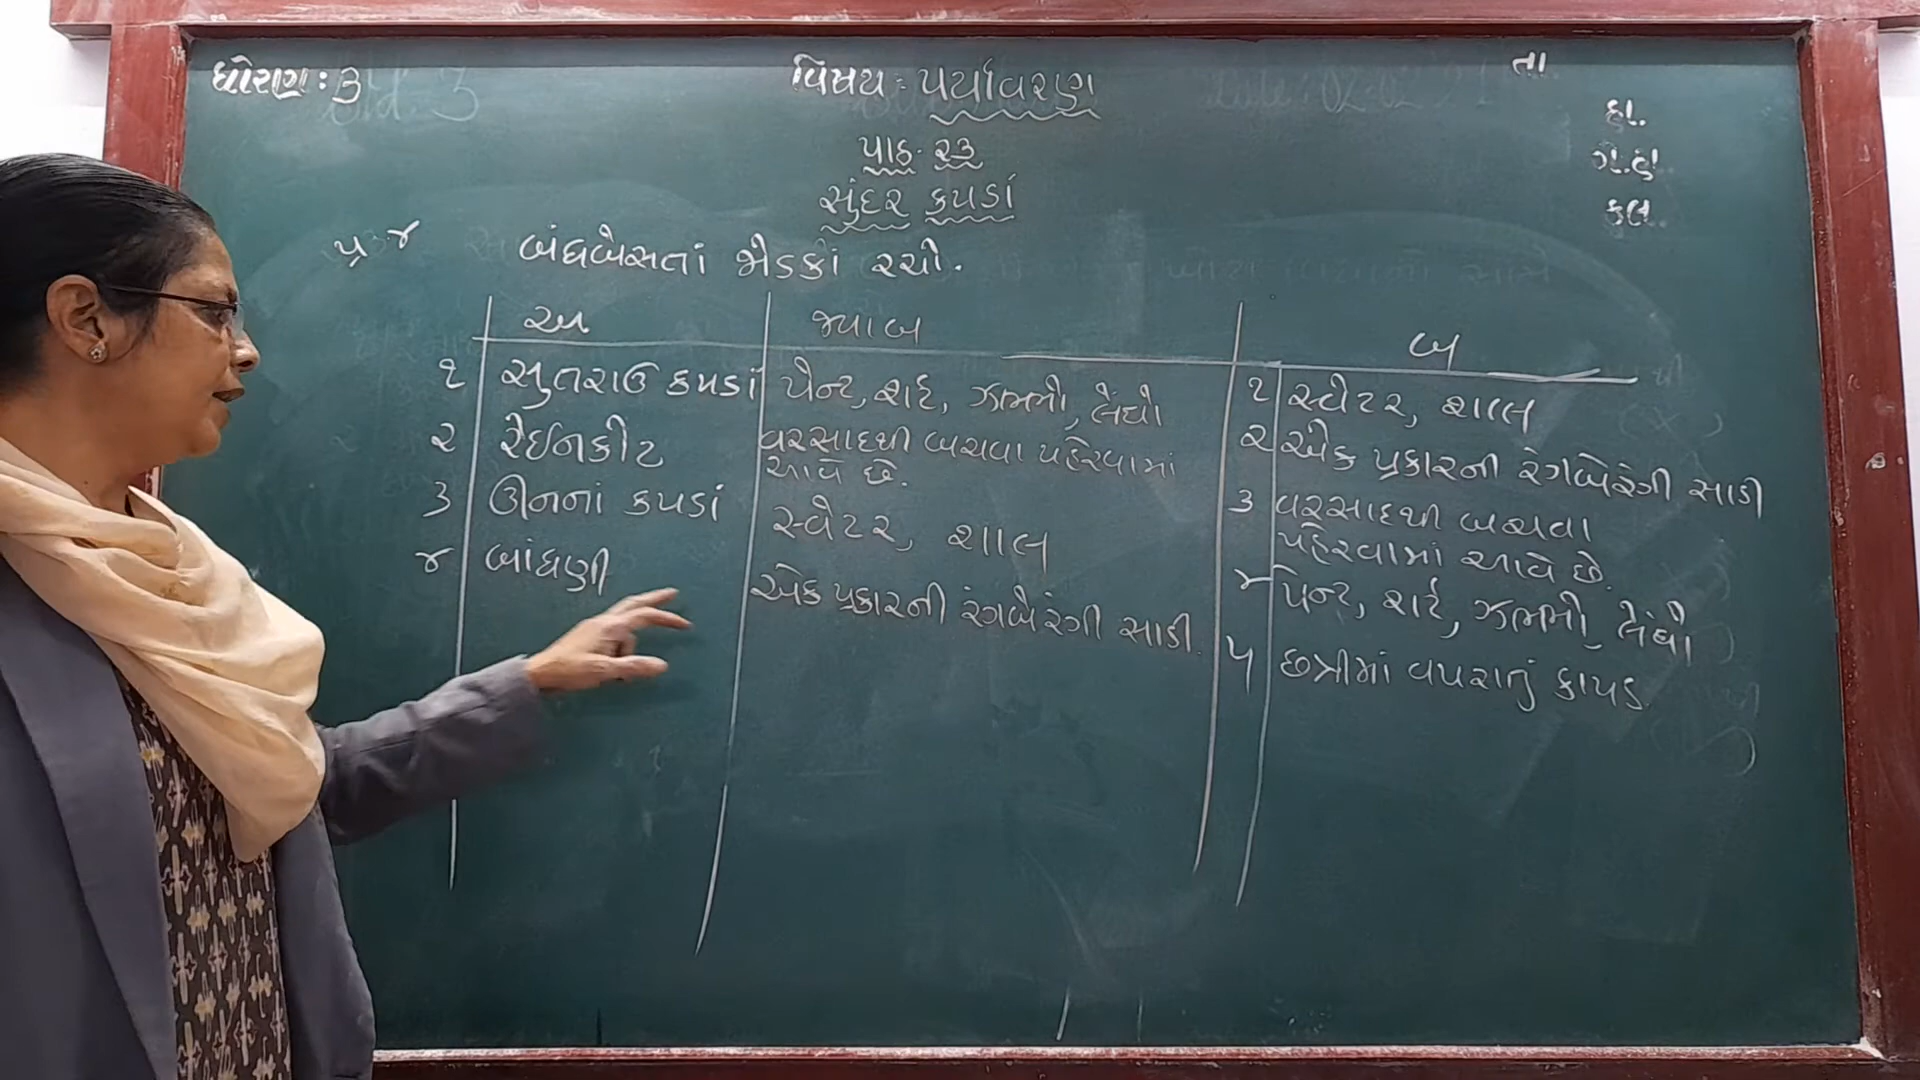 ધોરણ : 3
વિષય : પર્યાવરણ
તા
હા.
ગે.હા.
કુલ.
પાઠ. ૨૩
સુંદર કપડાં
પ્ર ૪ બંધબેસતાં જોડકાં રચો.
અ જવાબ બ
૧ સુતરાઉ કપડાં પેન્ટ, શર્ટ, ઝભ્ભો, લેંઘો ૧ સ્વેટર, શાલ
૨ રેઈનકોટ વરસાદથી બચવા પહેરવામાં ૨ એક પ્રકારની રંગબેરંગી સાડી
આવે છે.
૩ ઊનનાં કપડાં સ્વેટર, શાલ ૩ વરસાદથી બચવા
પહેરવામાં આવે છે.
૪ બાંધણી એક પ્રકારની રંગબેરંગી સાડી. ૪ પેન્ટ, શર્ટ, ઝભ્ભો, લેંઘો
૫ છત્રીમાં વપરાતું કાપડ.